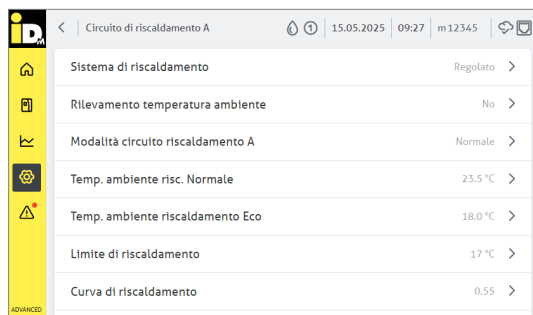 iDM
Circuito di riscaldamento A
1 15.05.2025 09:27 m12345
Sistema di riscaldamento Regolato
Rilevamento temperatura ambiente No
Modalità circuito riscaldamento A Normale
Temp. ambiente risc. Normale 23.5 °C
Temp. ambiente riscaldamento Eco 18.0 °C
Limite di riscaldamento 17 °C
Curva di riscaldamento 0.55
ADVANCED